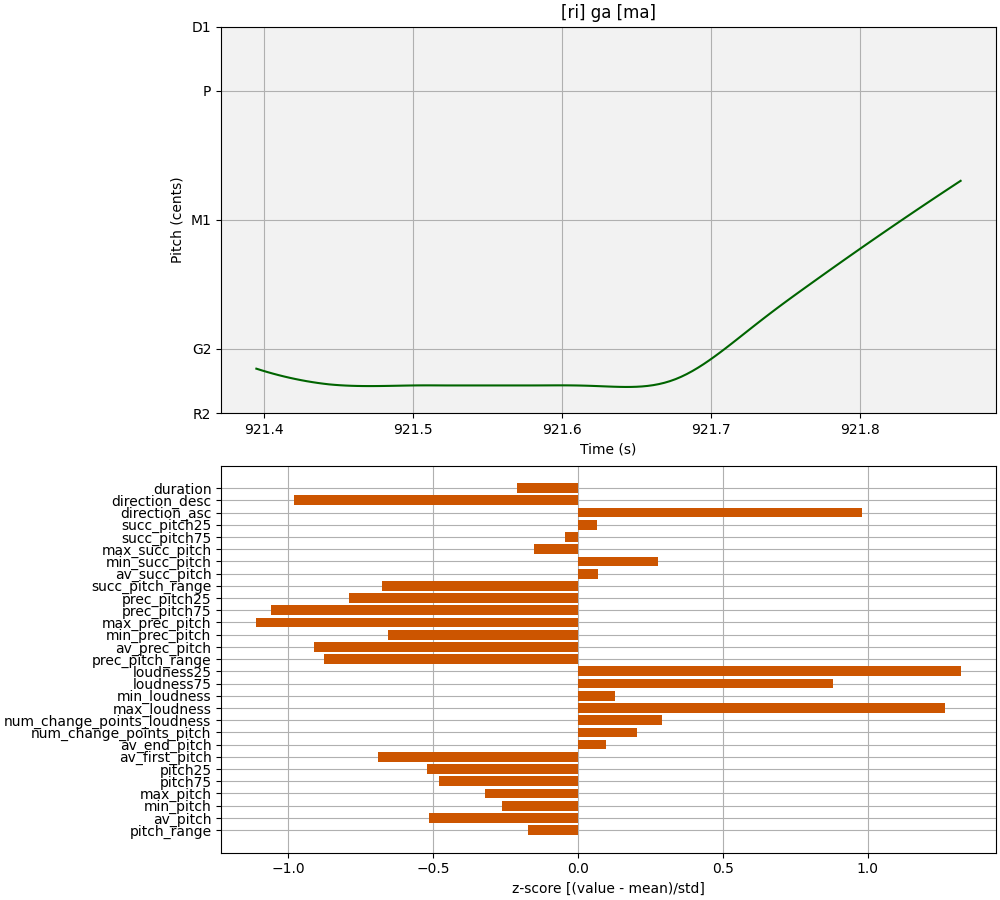 [ri] ga [ma]
D1
P
M1
G2
R2
Pitch (cents)
921.4 921.5 921.6 921.7 921.8
Time (s)
duration
direction_desc
direction_asc
succ_pitch25
succ_pitch75
max_succ_pitch
min_succ_pitch
av_succ_pitch
succ_pitch_range
prec_pitch25
prec_pitch75
max_prec_pitch
min_prec_pitch
av_prec_pitch
prec_pitch_range
loudness25
loudness75
min_loudness
max_loudness
num_change_points_loudness
num_change_points_pitch
av_end_pitch
av_first_pitch
pitch25
pitch75
max_pitch
min_pitch
av_pitch
pitch_range
−1.0 −0.5 0.0 0.5 1.0
z-score [(value - mean)/std]